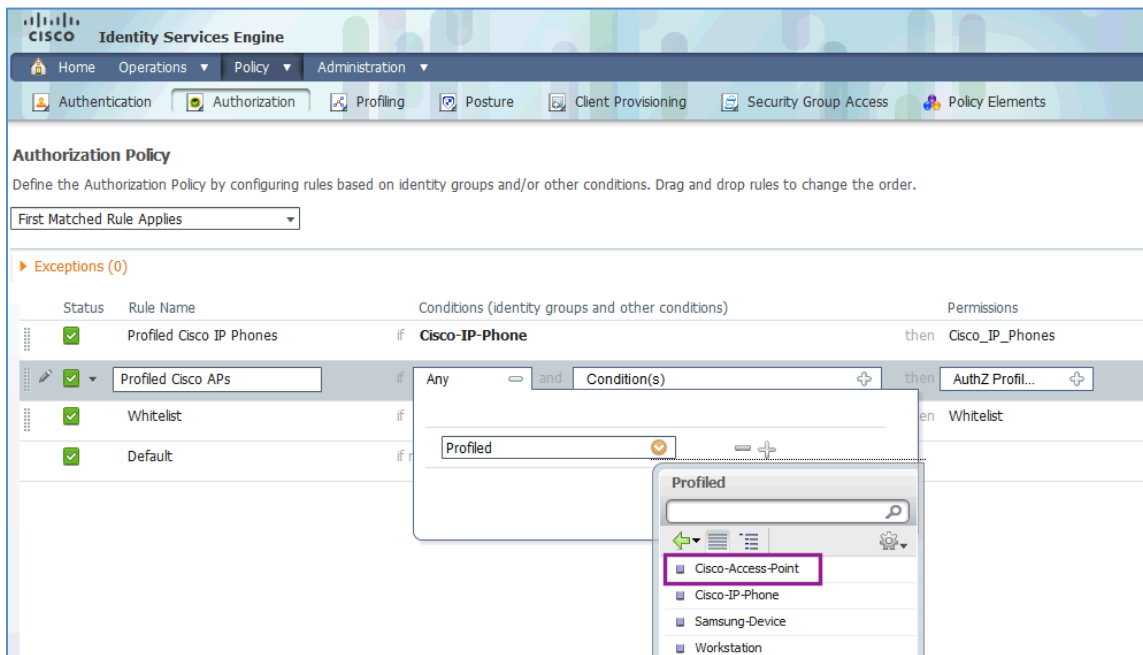 CISCO Identity Services Engine
Home Operations Policy Administration
Authentication Authorization Profiling Posture Client Provisioning Security Group Access Policy Elements
Authorization Policy
Define the Authorization Policy by configuring rules based on identity groups and/or other conditions. Drag and drop rules to change the order.
First Matched Rule Applies
Exceptions (0)
Status Rule Name Conditions (identity groups and other conditions) Permissions
Profiled Cisco IP Phones if Cisco-IP-Phone then Cisco_IP_Phones
Profiled Cisco APs if Any and Condition(s) then AuthZ Profil...
Whitelist if en Whitelist
Default if r
Profiled
Profiled
Cisco-Access-Point
Cisco-IP-Phone
Samsung-Device
Workstation